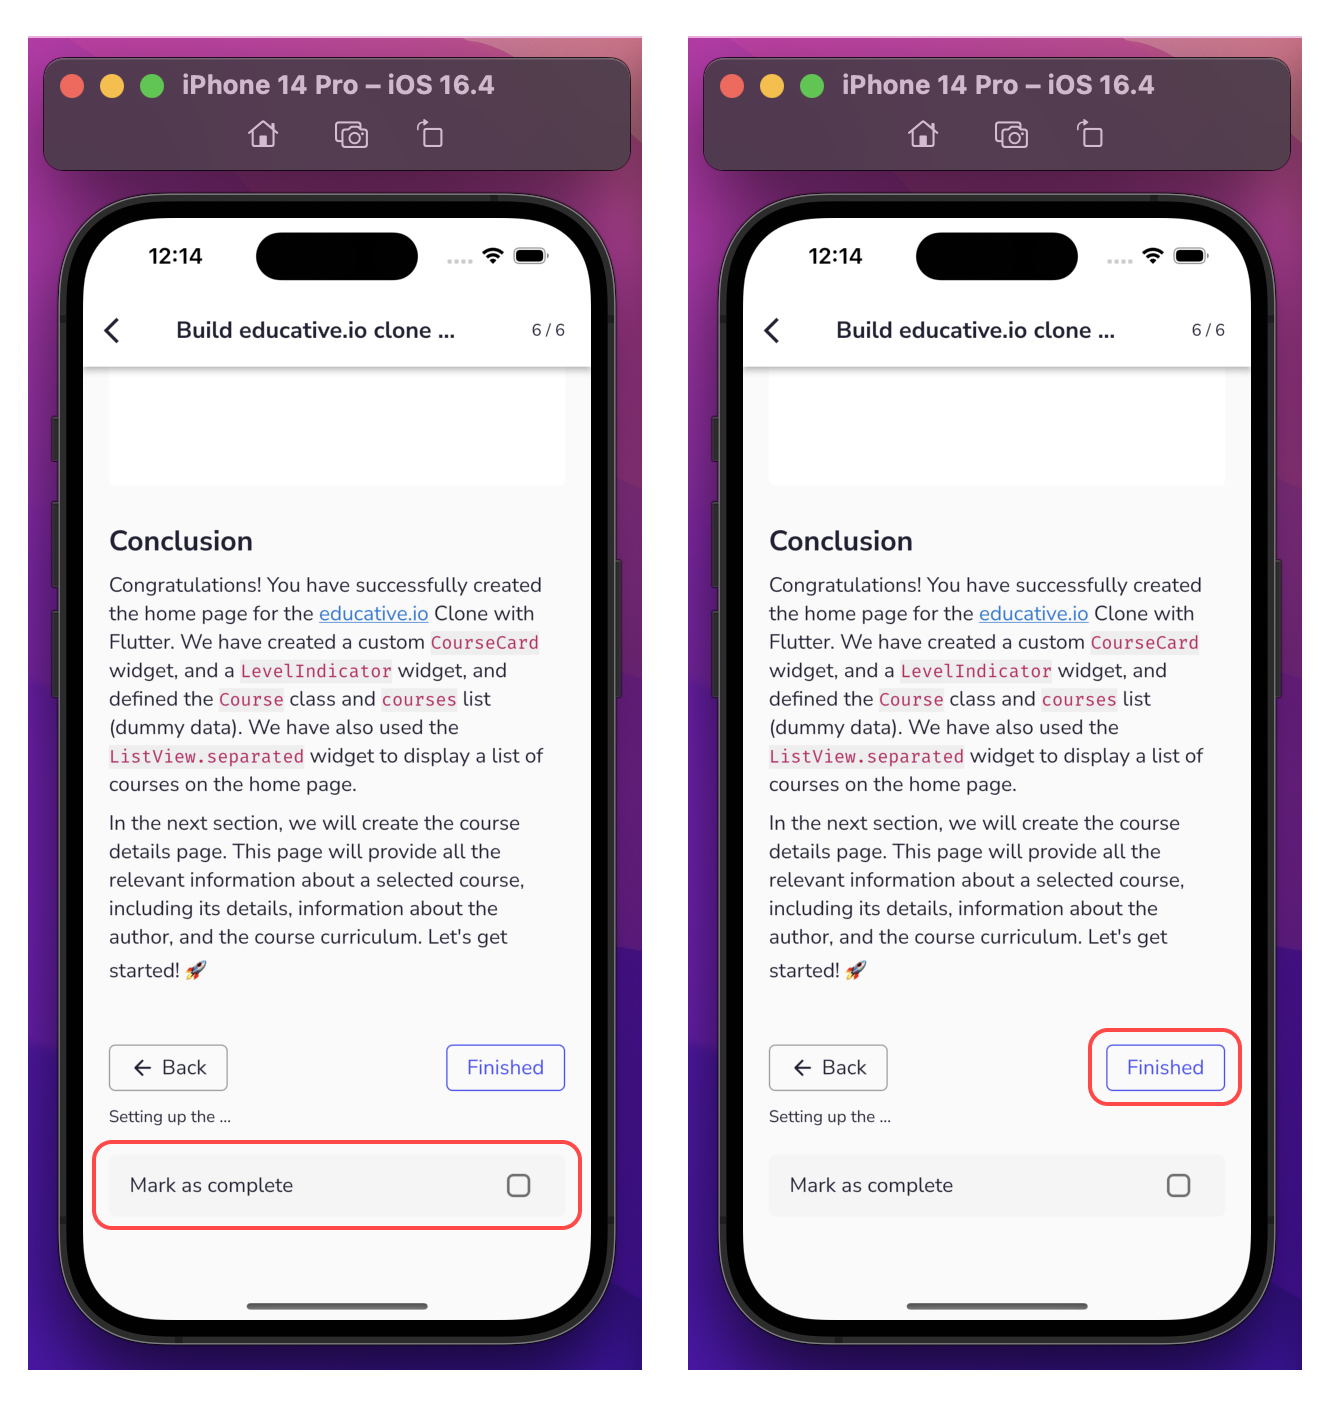 iPhone 14 Pro – iOS 16.4
12:14
Build educative.io clone ...
6 / 6
Conclusion
Congratulations! You have successfully created
the home page for the educative.io Clone with
Flutter. We have created a custom CourseCard
widget, and a LevelIndicator widget, and
defined the Course class and courses list
(dummy data). We have also used the
ListView.separated widget to display a list of
courses on the home page.
In the next section, we will create the course
details page. This page will provide all the
relevant information about a selected course,
including its details, information about the
author, and the course curriculum. Let's get
started! 🚀
← Back
Finished
Setting up the ...
Mark as complete
iPhone 14 Pro – iOS 16.4
12:14
Build educative.io clone ...
6 / 6
Conclusion
Congratulations! You have successfully created
the home page for the educative.io Clone with
Flutter. We have created a custom CourseCard
widget, and a LevelIndicator widget, and
defined the Course class and courses list
(dummy data). We have also used the
ListView.separated widget to display a list of
courses on the home page.
In the next section, we will create the course
details page. This page will provide all the
relevant information about a selected course,
including its details, information about the
author, and the course curriculum. Let's get
started! 🚀
← Back
Finished
Setting up the ...
Mark as complete